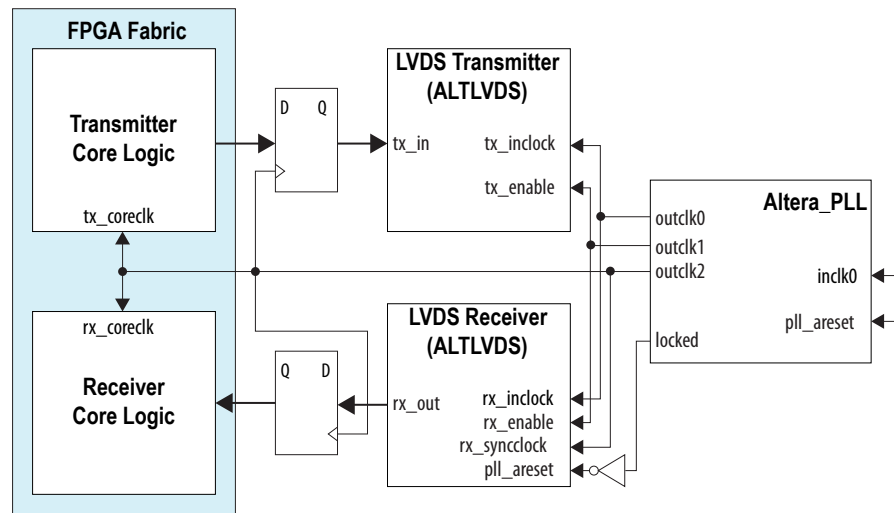 FPGA Fabric
Transmitter
Core Logic
tx_coreclk
D Q
LVDS Transmitter
(ALTLVDS)
tx_in
tx_inclock
tx_enable
Altera_PLL
outclk0
outclk1
outclk2
locked
inclk0
pll_areset
rx_coreclk
Receiver
Core Logic
Q D
LVDS Receiver
(ALTLVDS)
rx_out
rx_inclock
rx_enable
rx_syncclock
pll_areset